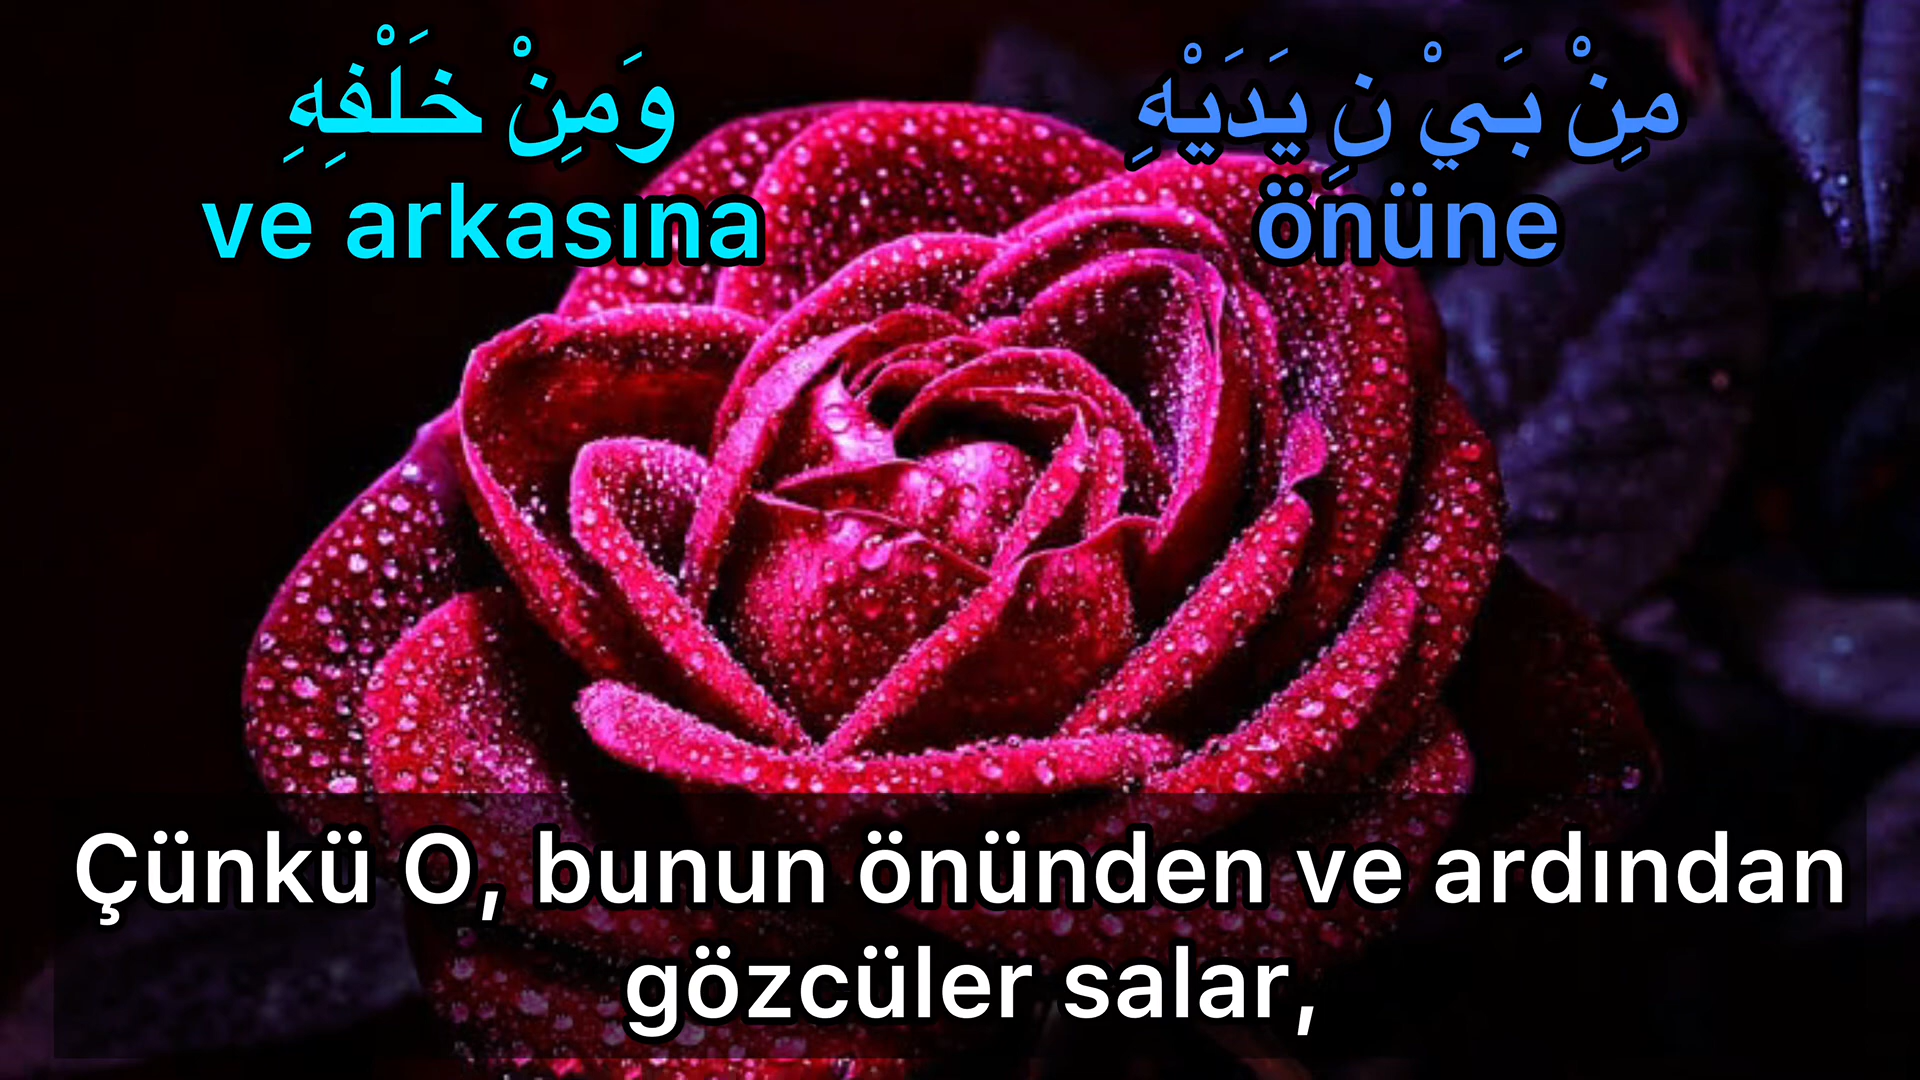 مِنْ بَيْ نِ يَدَيْهِ
önüne
وَمِنْ خَلْفِهِ
ve arkasına
Çünkü O, bunun önünden ve ardından
gözcüler salar,